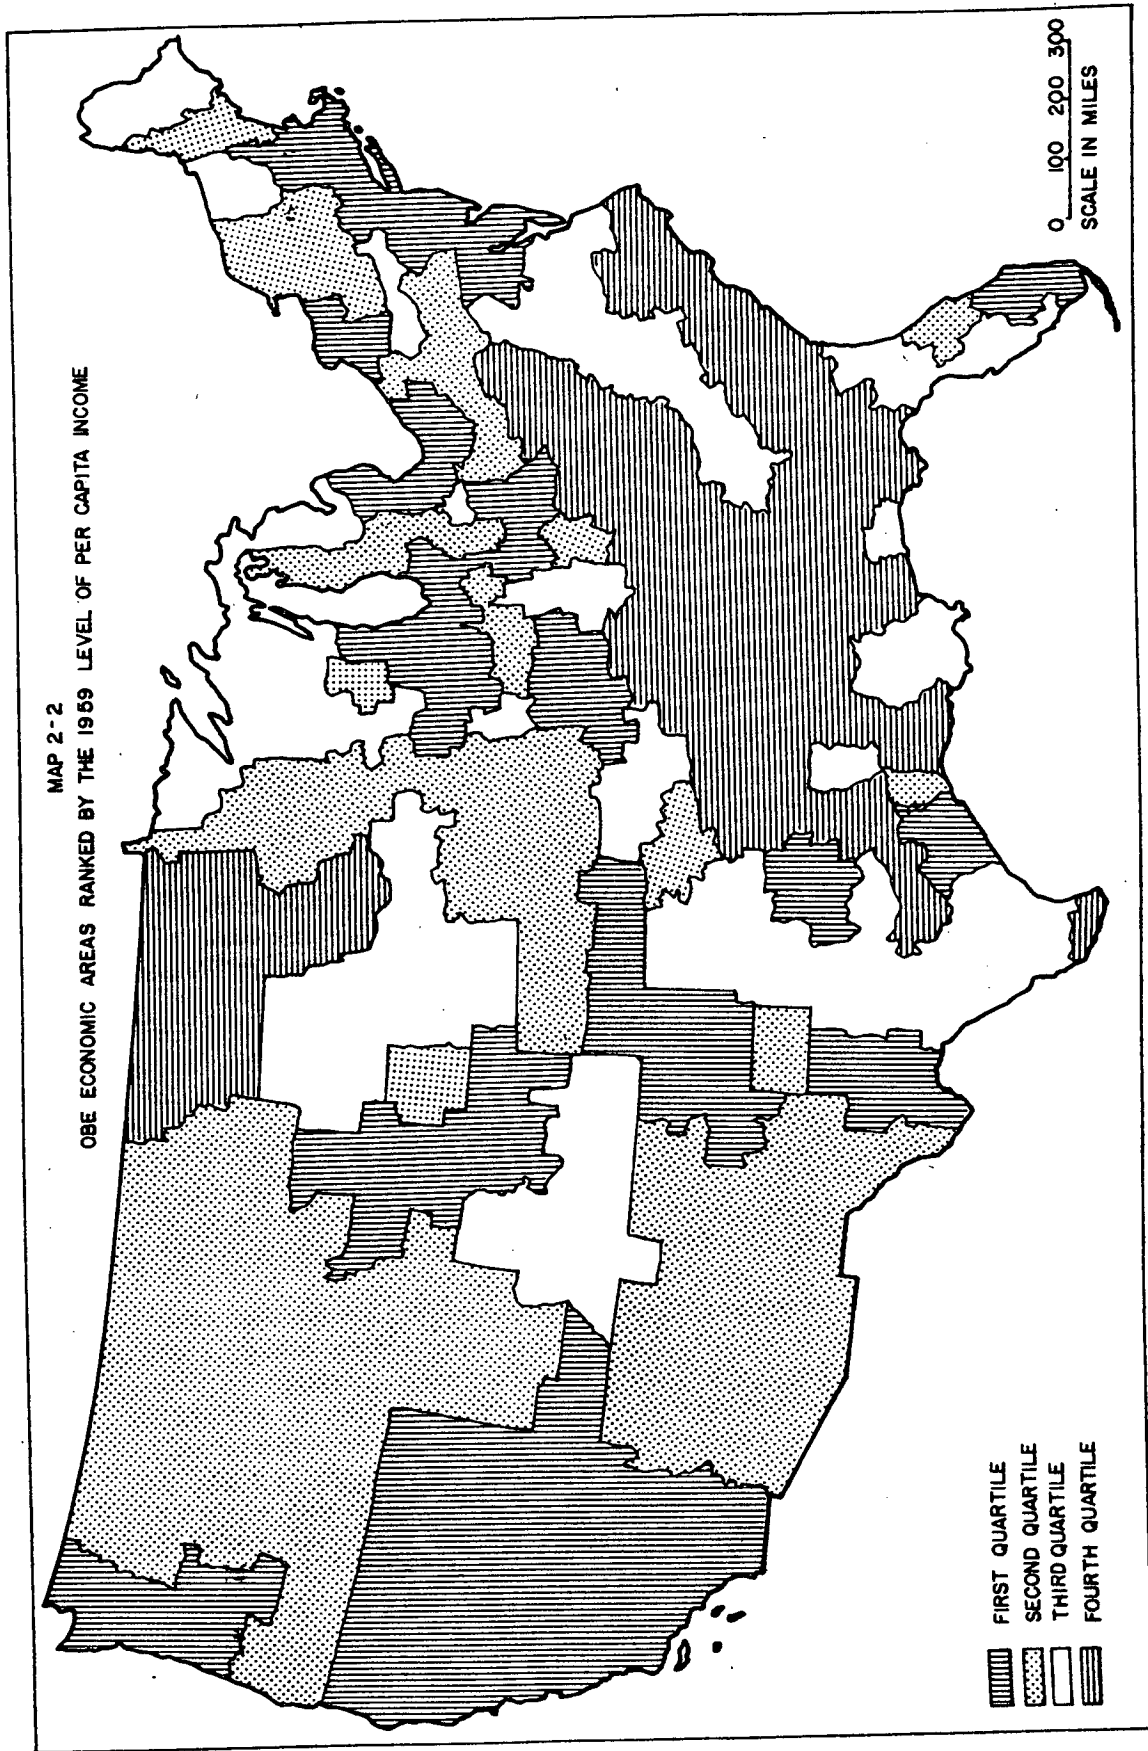 MAP 2-2
OBE ECONOMIC AREAS RANKED BY THE 1959 LEVEL OF PER CAPITA INCOME
FIRST QUARTILE
SECOND QUARTILE
THIRD QUARTILE
FOURTH QUARTILE
0 100 200 300
SCALE IN MILES